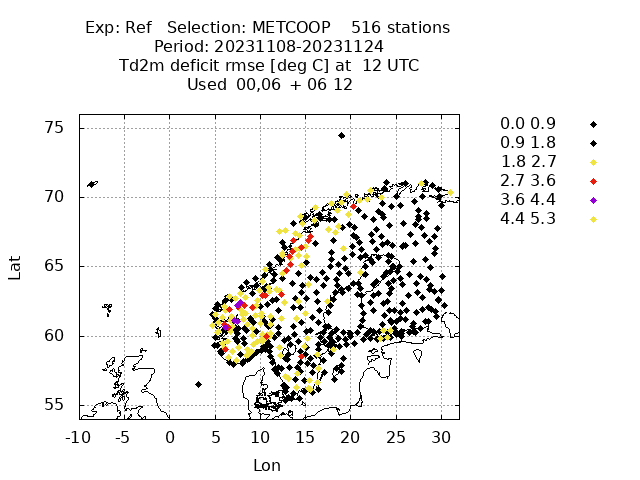 Exp: Ref   Selection: METCOOP    516 stations
Period: 20231108-20231124
Td2m deficit rmse [deg C] at  12 UTC
Used  00,06  + 06 12
75
70
65
60
55
Lat
-10 -5 0 5 10 15 20 25 30
Lon
0.0 0.9
0.9 1.8
1.8 2.7
2.7 3.6
3.6 4.4
4.4 5.3